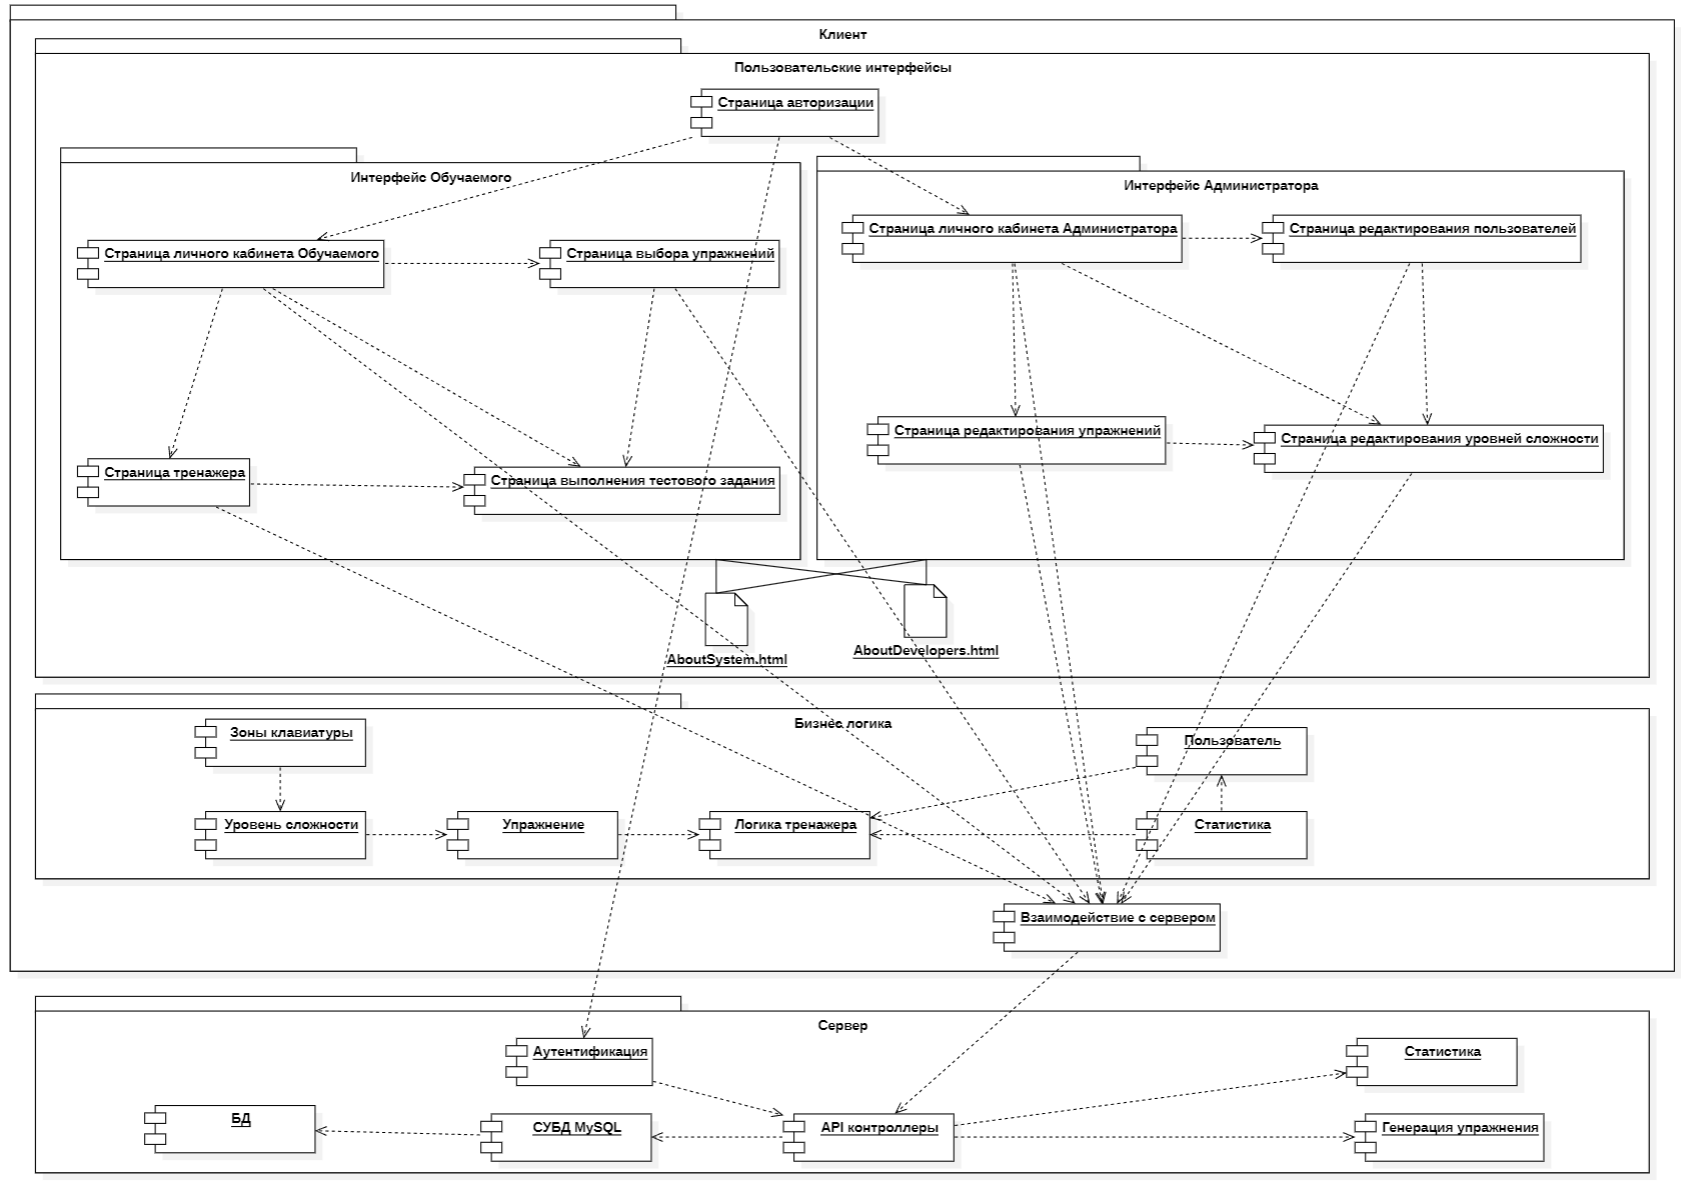 Клиент
Пользовательские интерфейсы
Страница авторизации
Интерфейс Обучаемого
Интерфейс Администратора
Страница личного кабинета Обучаемого
Страница выбора упражнений
Страница личного кабинета Администратора
Страница редактирования пользователей
Страница тренажера
Страница выполнения тестового задания
Страница редактирования упражнений
Страница редактирования уровней сложности
AboutSystem.html
AboutDevelopers.html
Бизнес логика
Зоны клавиатуры
Пользователь
Уровень сложности
Упражнение
Логика тренажера
Статистика
Взаимодействие с сервером
Сервер
Аутентификация
Статистика
БД
СУБД MySQL
API контроллеры
Генерация упражнения